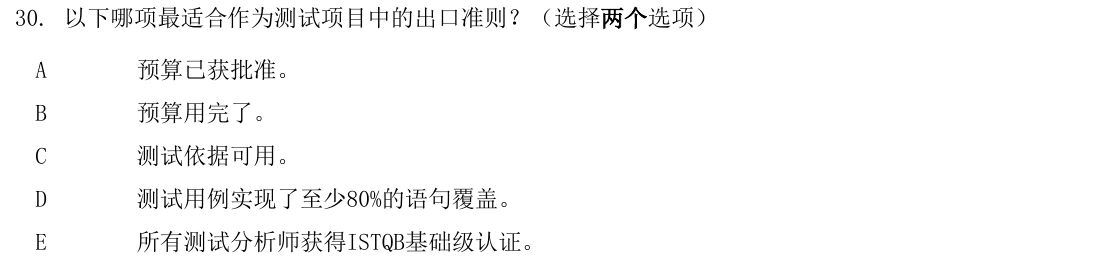 30. 以下哪项最适合作为测试项目中的出口准则？（选择两个选项）
A 预算已获批准。
B 预算用完了。
C 测试依据可用。
D 测试用例实现了至少80%的语句覆盖。
E 所有测试分析师获得ISTQB基础级认证。